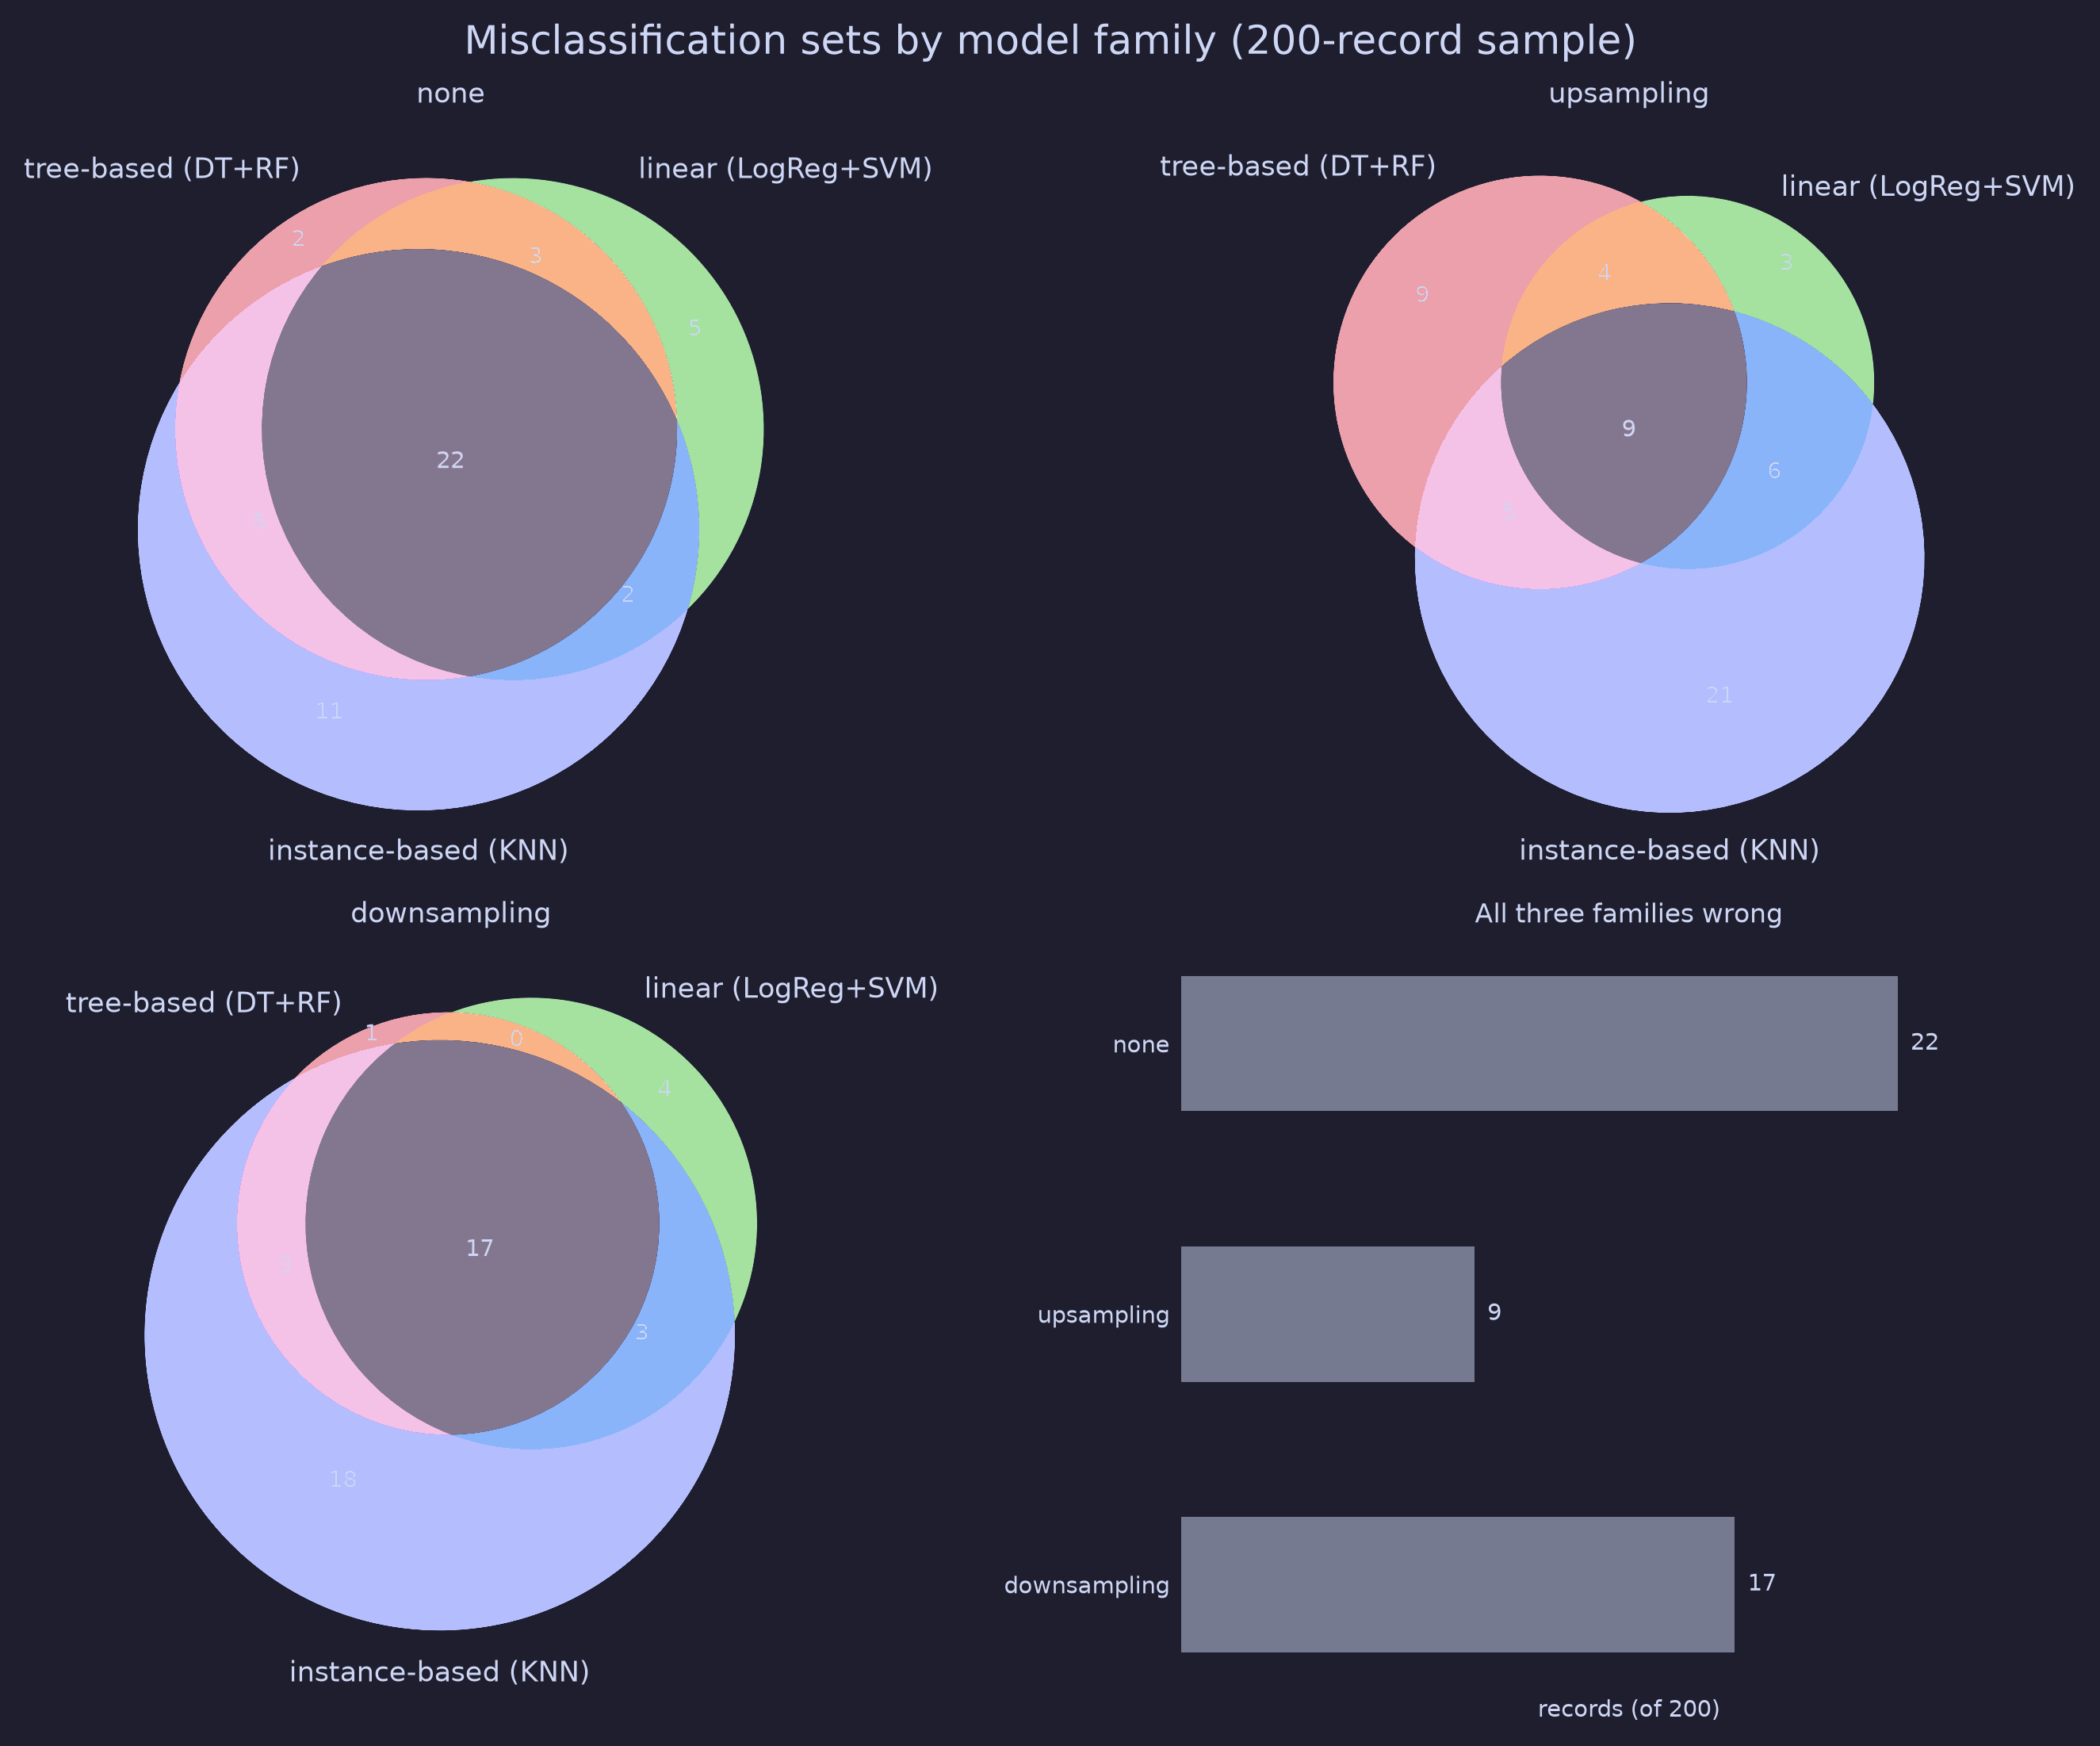 Misclassification sets by model family (200-record sample)
none
tree-based (DT+RF)
linear (LogReg+SVM)
2
3
5
22
2
11
instance-based (KNN)
upsampling
tree-based (DT+RF)
linear (LogReg+SVM)
9
4
3
9
6
21
instance-based (KNN)
downsampling
tree-based (DT+RF)
linear (LogReg+SVM)
1
0
4
17
3
18
instance-based (KNN)
All three families wrong
none
22
upsampling
9
downsampling
17
records (of 200)